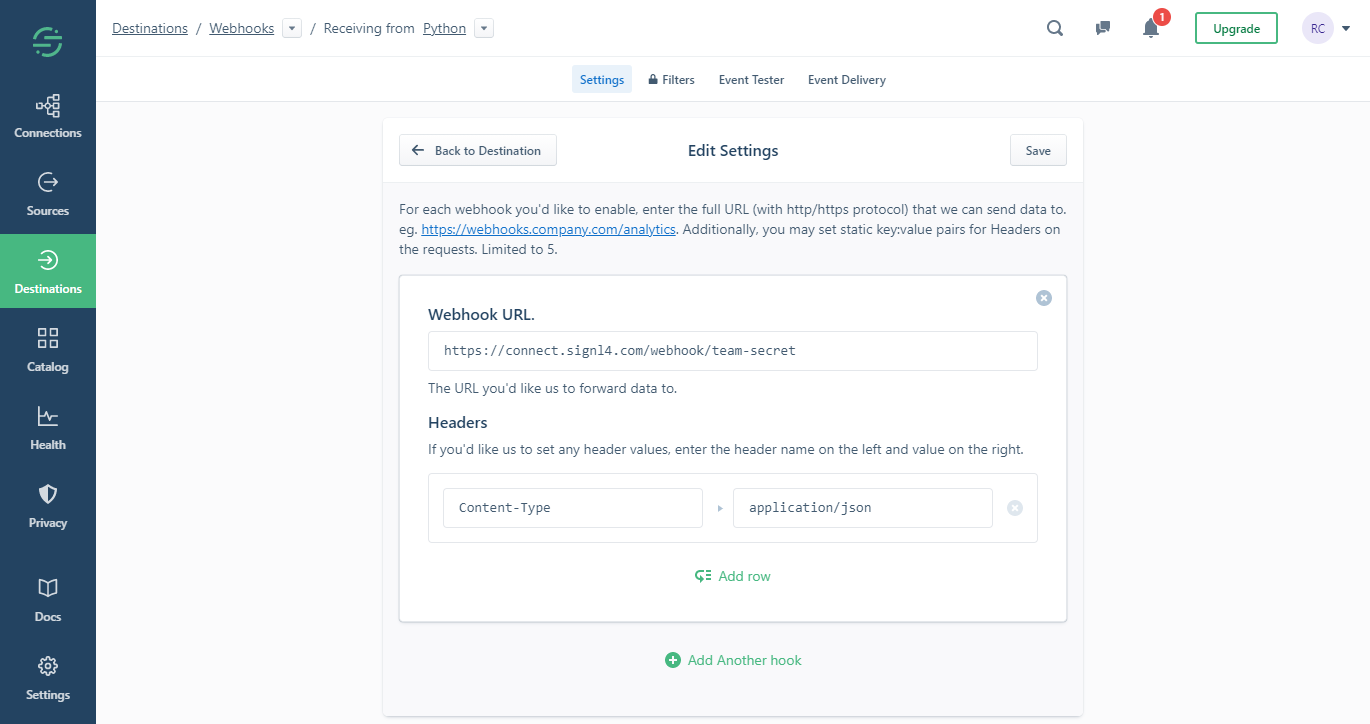 Destinations / Webhooks / Receiving from Python
1
Upgrade
RC
Connections
Sources
Destinations
Catalog
Health
Privacy
Docs
Settings
Settings Filters Event Tester Event Delivery
Back to Destination
Edit Settings
Save
For each webhook you'd like to enable, enter the full URL (with http/https protocol) that we can send data to.
eg. https://webhooks.company.com/analytics. Additionally, you may set static key:value pairs for Headers on
the requests. Limited to 5.
Webhook URL.
https://connect.signl4.com/webhook/team-secret
The URL you'd like us to forward data to.
Headers
If you'd like us to set any header values, enter the header name on the left and value on the right.
Content-Type application/json
Add row
Add Another hook